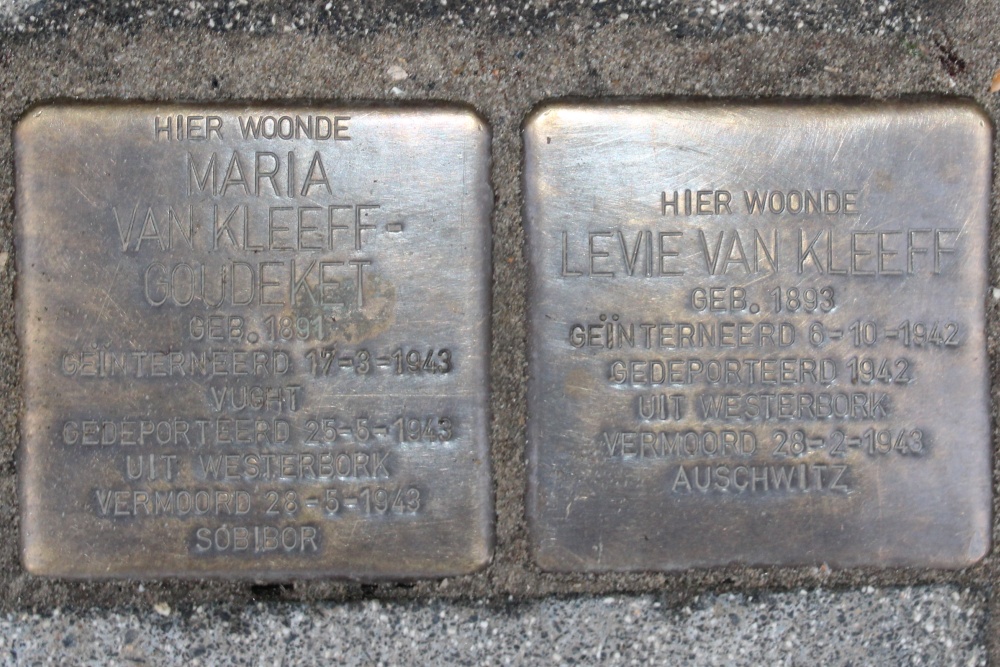 HIER WOONDE
MARIA
VAN KLEEFF-
GOUDEKET
GEB. 1891
GEÏNTERNEERD 17-3-1943
VUGHT
GEDEPORTEERD 25-5-1943
UIT WESTERBORK
VERMOORD 28-5-1943
SOBIBOR
HIER WOONDE
LEVIE VAN KLEEFF
GEB. 1893
GEÏNTERNEERD 6-10-1942
GEDEPORTEERD 1942
UIT WESTERBORK
VERMOORD 28-2-1943
AUSCHWITZ